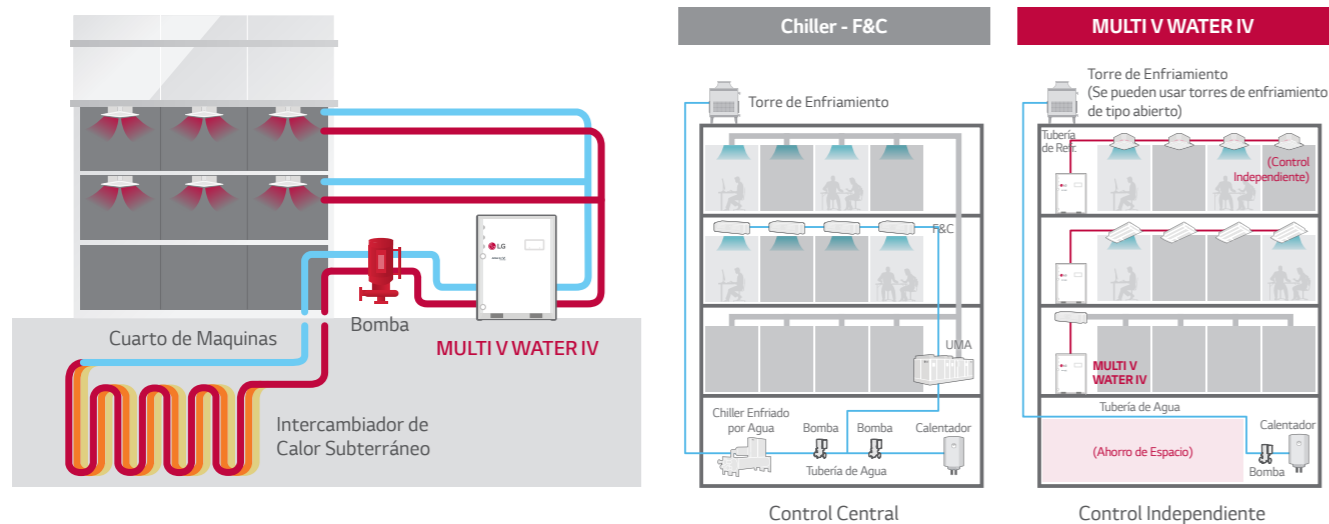 LG
Cuarto de Maquinas
Bomba
MULTI V WATER IV
Intercambiador de
Calor Subterráneo
Chiller - F&C
Torre de Enfriamiento
F&C
UMA
Chiller Enfriado
por Agua
Bomba
Bomba
Calentador
Tubería de Agua
Control Central
MULTI V WATER IV
Torre de Enfriamiento
(Se pueden usar torres de enfriamiento
de tipo abierto)
Tubería
de Refr.
(Control
Independiente)
MULTI V
WATER IV
Tubería de Agua
Calentador
(Ahorro de Espacio)
Bomba
Control Independiente